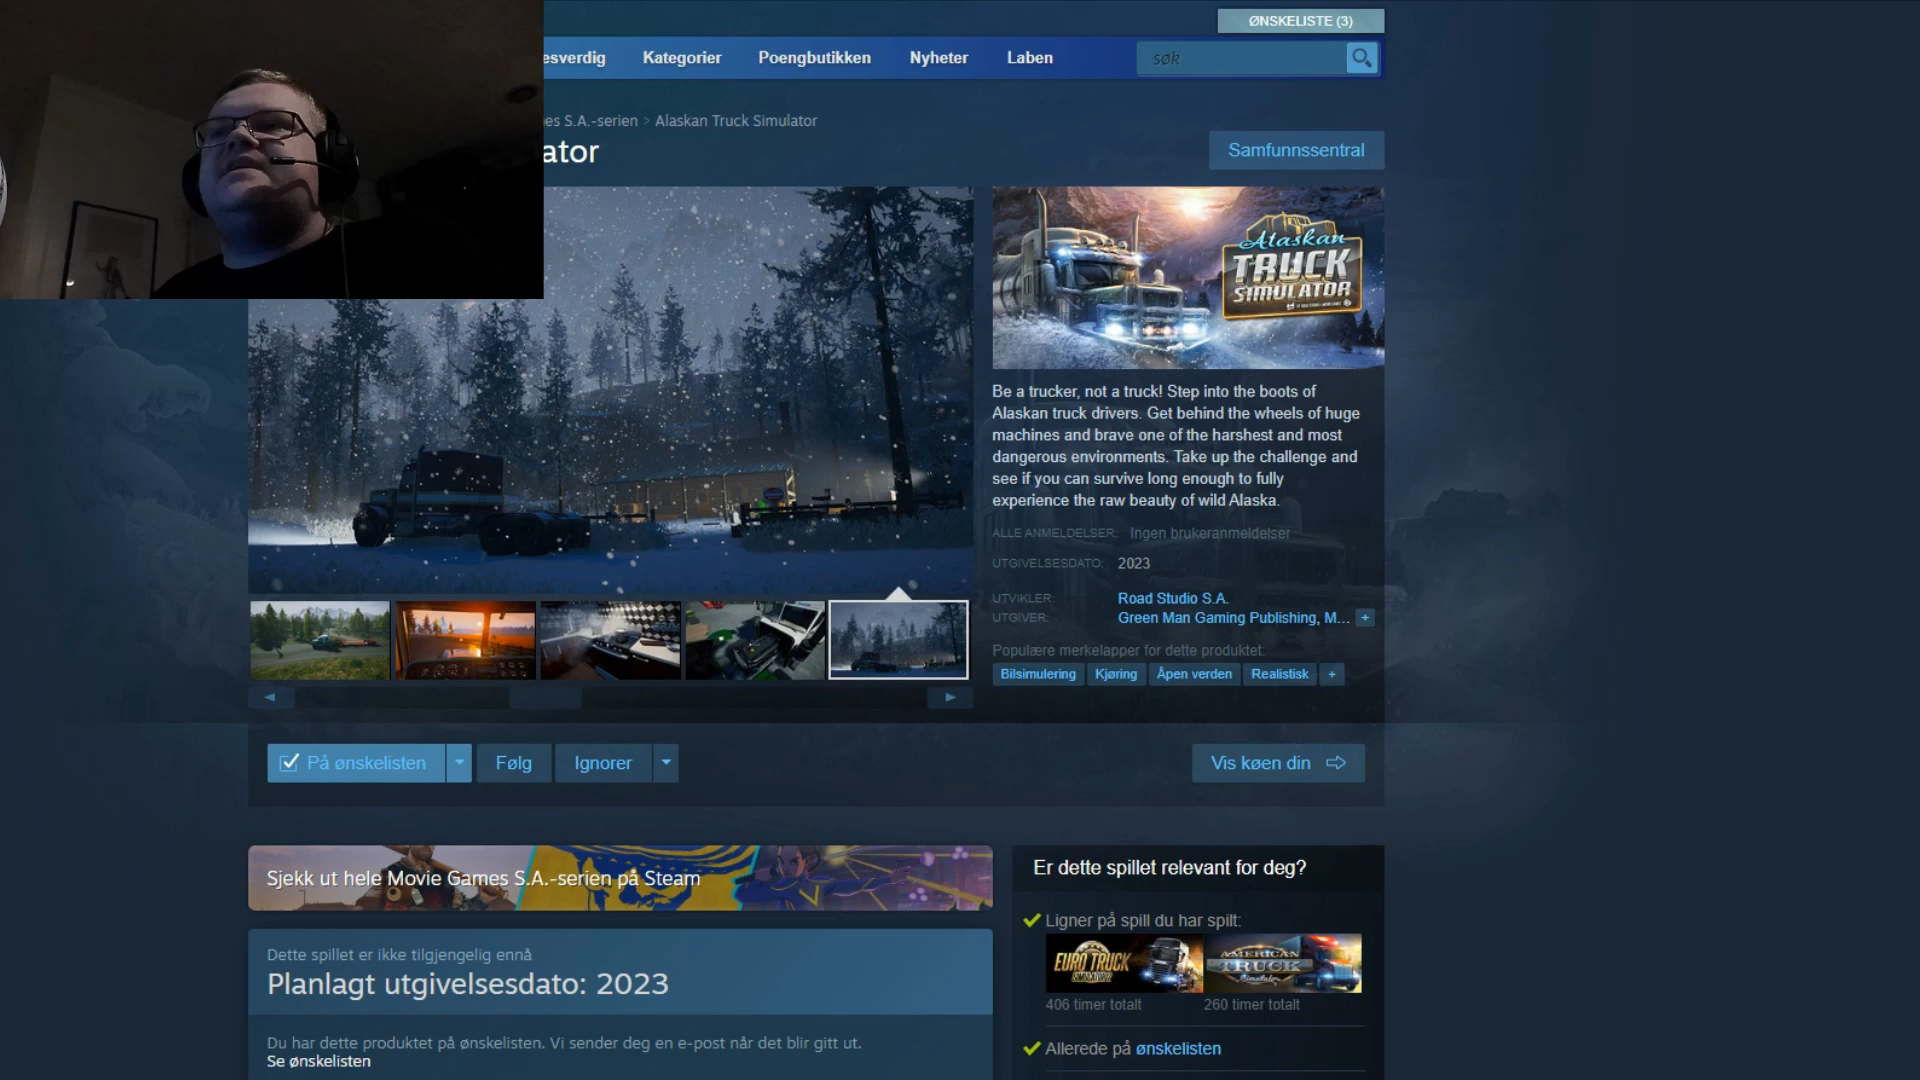 ØNSKELISTE (3)
esverdig
Kategorier
Poengbutikken
Nyheter
Laben
søk
es S.A.-serien > Alaskan Truck Simulator
ator
Samfunnssentral
Alaskan
TRUCK
SIMULATOR
Be a trucker, not a truck! Step into the boots of
Alaskan truck drivers. Get behind the wheels of huge
machines and brave one of the harshest and most
dangerous environments. Take up the challenge and
see if you can survive long enough to fully
experience the raw beauty of wild Alaska.
ALLE ANMELDELSER: Ingen brukeranmeldelser
UTGIVELSESDATO: 2023
UTVIKLER: Road Studio S.A.
UTGIVER: Green Man Gaming Publishing, M... +
Populære merkelapper for dette produktet:
Bilsimulering Kjøring Åpen verden Realistisk +
På ønskelisten
Følg
Ignorer
Vis køen din
Sjekk ut hele Movie Games S.A.-serien på Steam
Dette spillet er ikke tilgjengelig ennå
Planlagt utgivelsesdato: 2023
Du har dette produktet på ønskelisten. Vi sender deg en e-post når det blir gitt ut.
Se ønskelisten
Er dette spillet relevant for deg?
Ligner på spill du har spilt:
EURO TRUCK
SIMULATOR 2
AMERICAN
TRUCK
Simulator
406 timer totalt
260 timer totalt
Allerede på ønskelisten